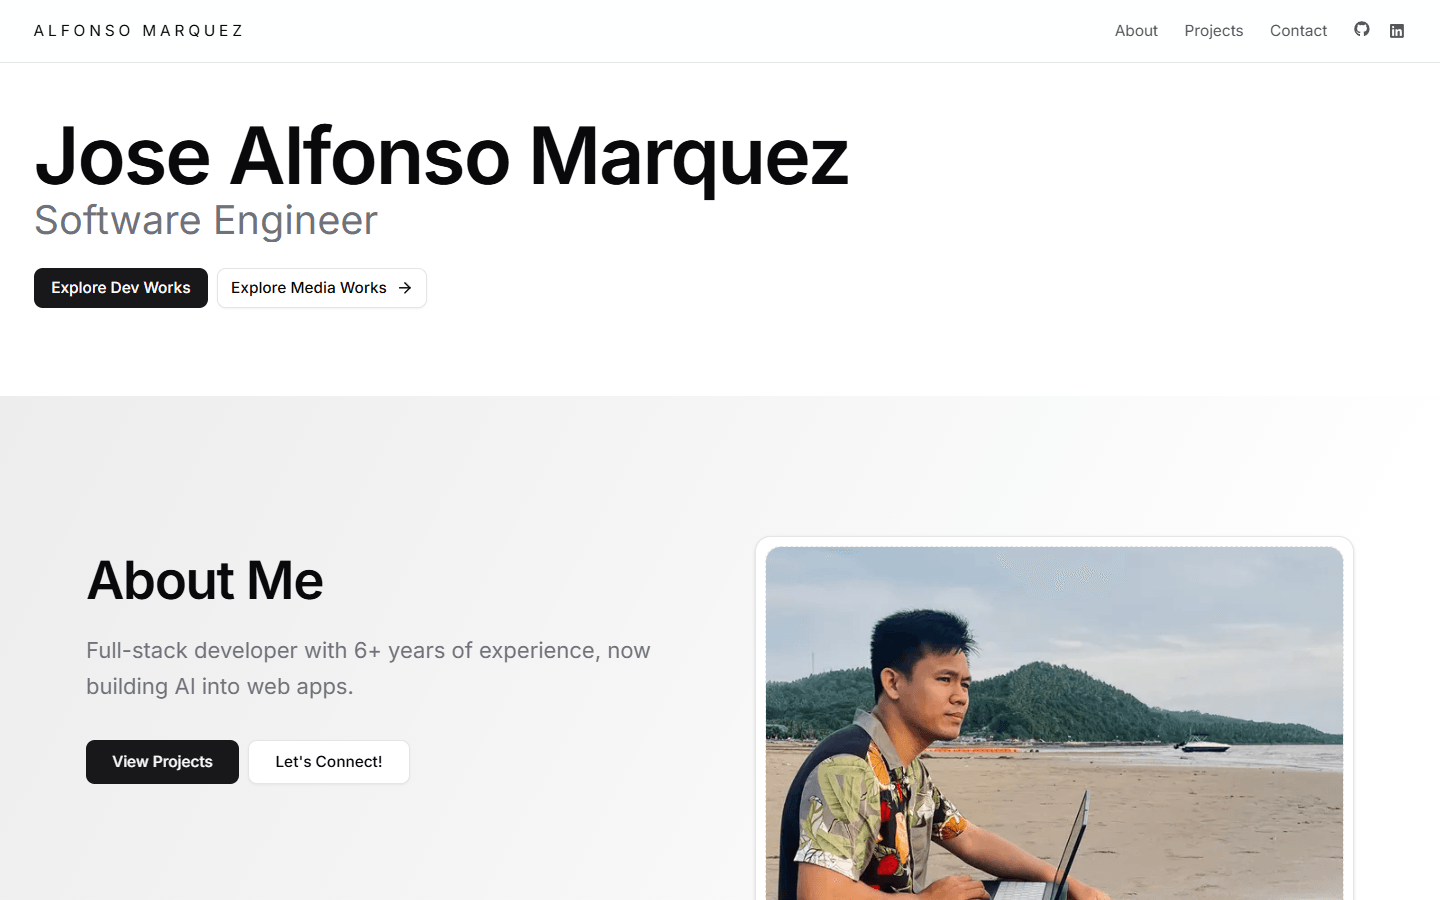 ALFONSO MARQUEZ
About Projects Contact
Jose Alfonso Marquez
Software Engineer
Explore Dev Works
Explore Media Works
About Me
Full-stack developer with 6+ years of experience, now
building AI into web apps.
View Projects
Let's Connect!